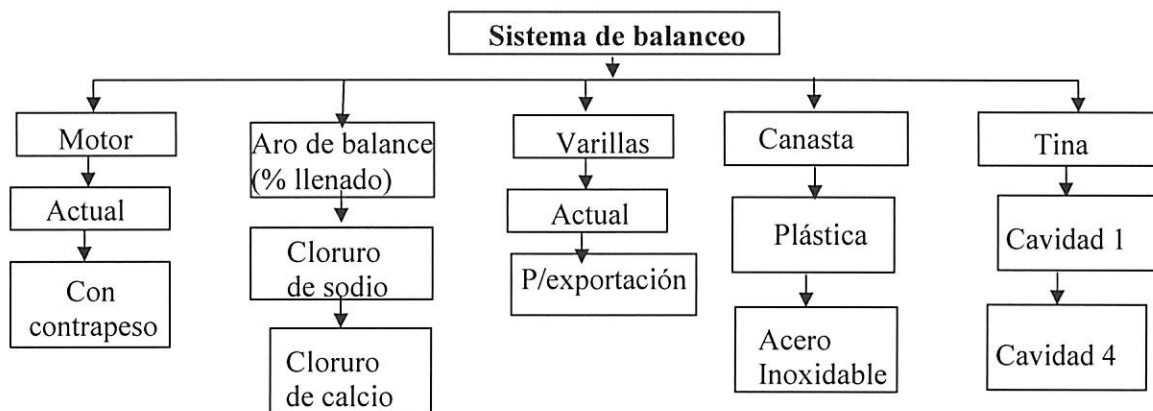 Sistema de balanceo
Motor
Actual
Con
contrapeso
Aro de balance
(% llenado)
Cloruro
de sodio
Cloruro
de calcio
Varillas
Actual
P/exportación
Canasta
Plástica
Acero
Inoxidable
Tina
Cavidad 1
Cavidad 4